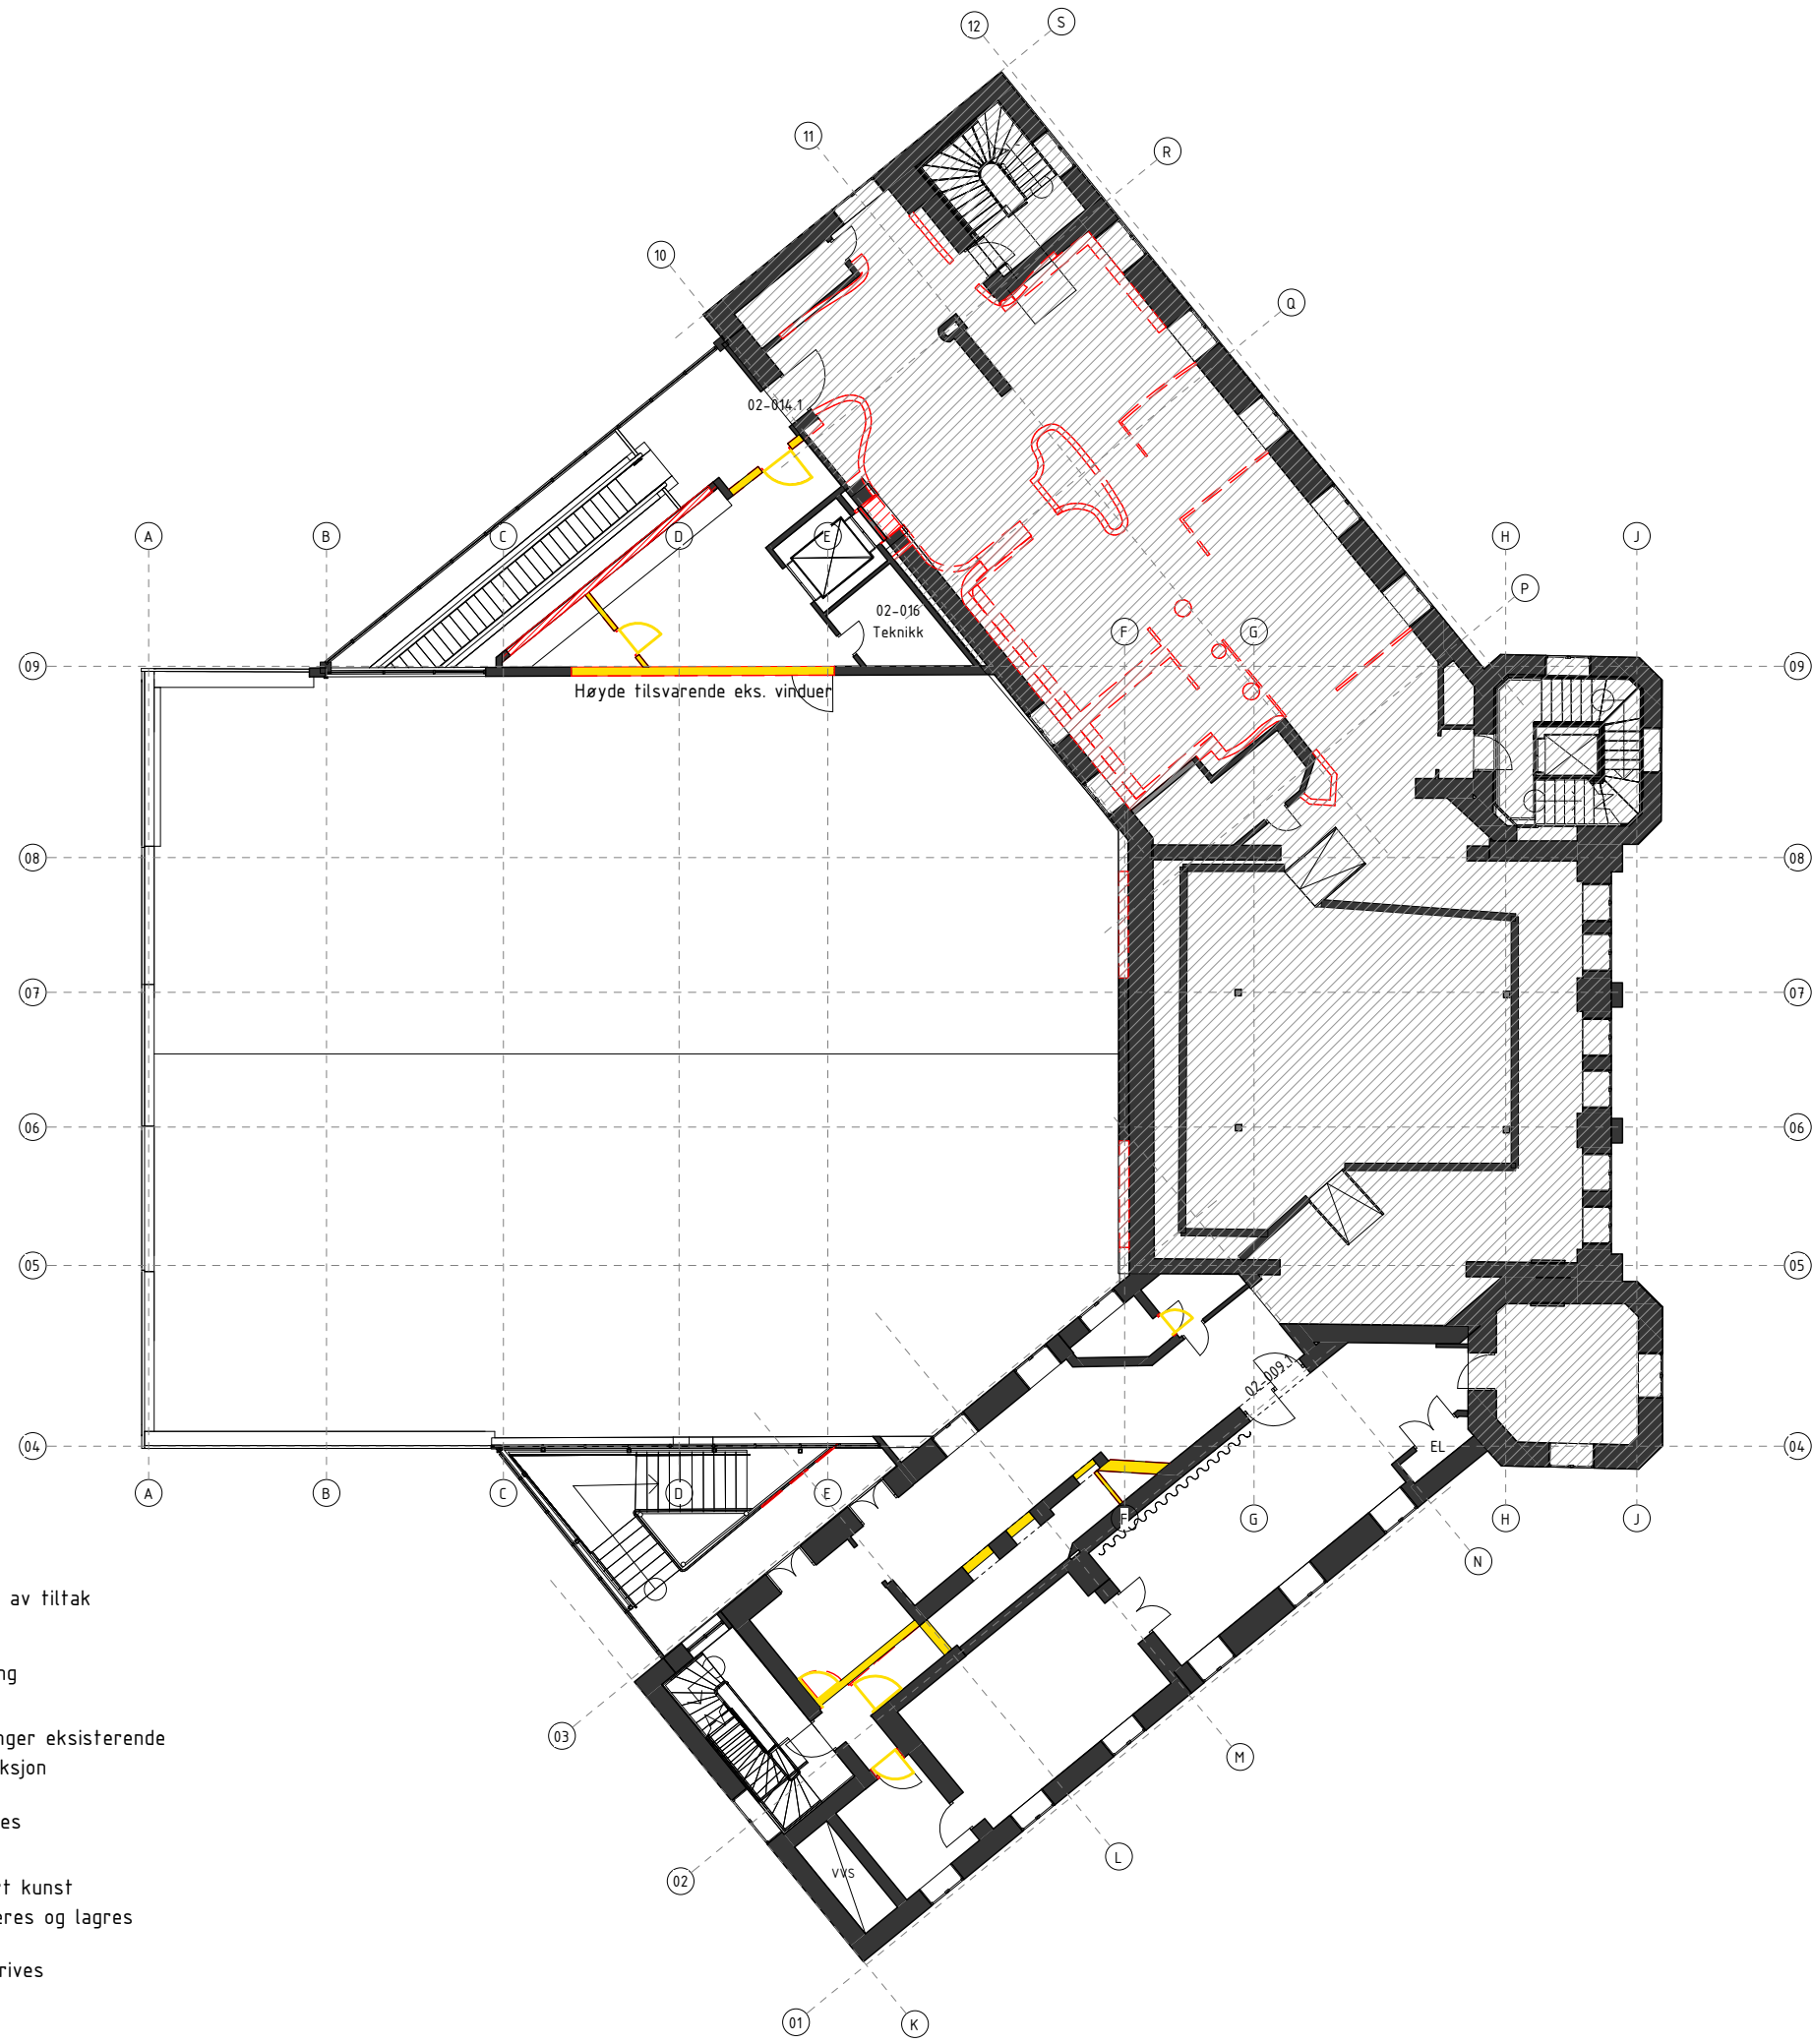 12
S
11
R
10
Q
02-014.1
A
B
C
D
E
H
J
P
02-016
Teknikk
F
G
09
09
Høyde tilsvarende eks. vinduer
08
08
07
07
06
06
05
05
02-009.1
04
EL
04
A
B
C
D
E
F
G
H
J
N
av tiltak
ng
03
nger eksisterende
M
ksjon
es
L
VVS
02
t kunst
eres og lagres
rives
01
K